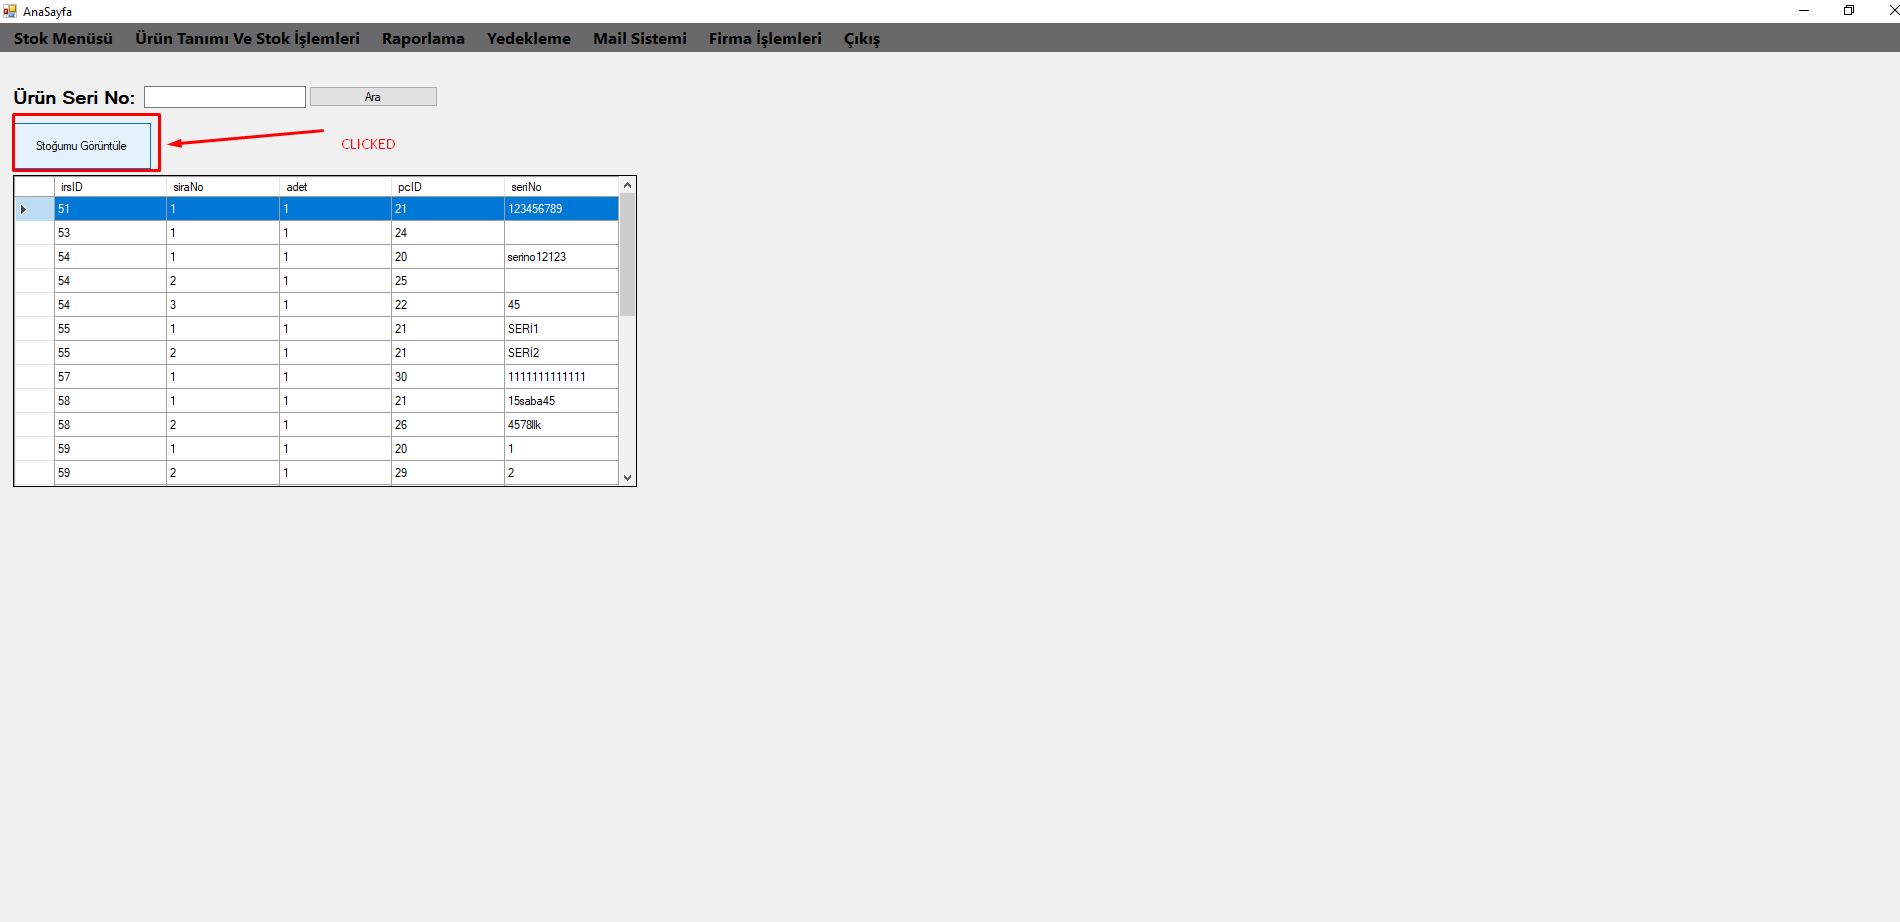 AnaSayfa
Stok Menüsü Ürün Tanımı Ve Stok İşlemleri Raporlama Yedekleme Mail Sistemi Firma İşlemleri Çıkış
Ürün Seri No: Ara
Stoğumu Görüntüle CLICKED
irsID siraNo adet pcID seriNo
51 1 1 21 123456789
53 1 1 24
54 1 1 20 serino12123
54 2 1 25
54 3 1 22 45
55 1 1 21 SERİ1
55 2 1 21 SERİ2
57 1 1 30 1111111111111
58 1 1 21 15saba45
58 2 1 26 4578llk
59 1 1 20 1
59 2 1 29 2